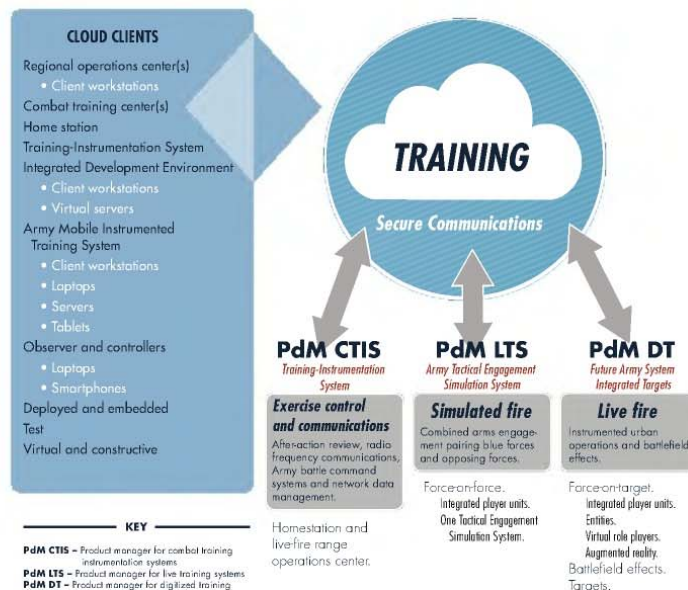 CLOUD CLIENTS
Regional operations center(s)
• Client workstations
Combat training center(s)
Home station
Training-Instrumentation System
Integrated Development Environment
• Client workstations
• Virtual servers
Army Mobile Instrumented
Training System
• Client workstations
• Laptops
• Servers
• Tablets
Observer and controllers
• Laptops
• Smartphones
Deployed and embedded
Test
Virtual and constructive
TRAINING
Secure Communications
PdM CTIS
Training-Instrumentation
System
Exercise control
and communications
After-action review, radio
frequency communications,
Army battle command
systems and network data
management.
Homestation and
live-fire range
operations center.
PdM LTS
Army Tactical Engagement
Simulation System
Simulated fire
Combined arms engage-
ment pairing blue forces
and opposing forces.
Force-on-force.
Integrated player units.
One Tactical Engagement
Simulation System.
PdM DT
Future Army System
Integrated Targets
Live fire
Instrumented urban
operations and battlefield
effects.
Force-on-target.
Integrated player units.
Entities.
Virtual role players.
Augmented reality.
Battlefield effects.
Targets.
KEY
PdM CTIS – Product manager for combat training
instrumentation systems
PdM LTS – Product manager for live training systems
PdM DT – Product manager for digitized training